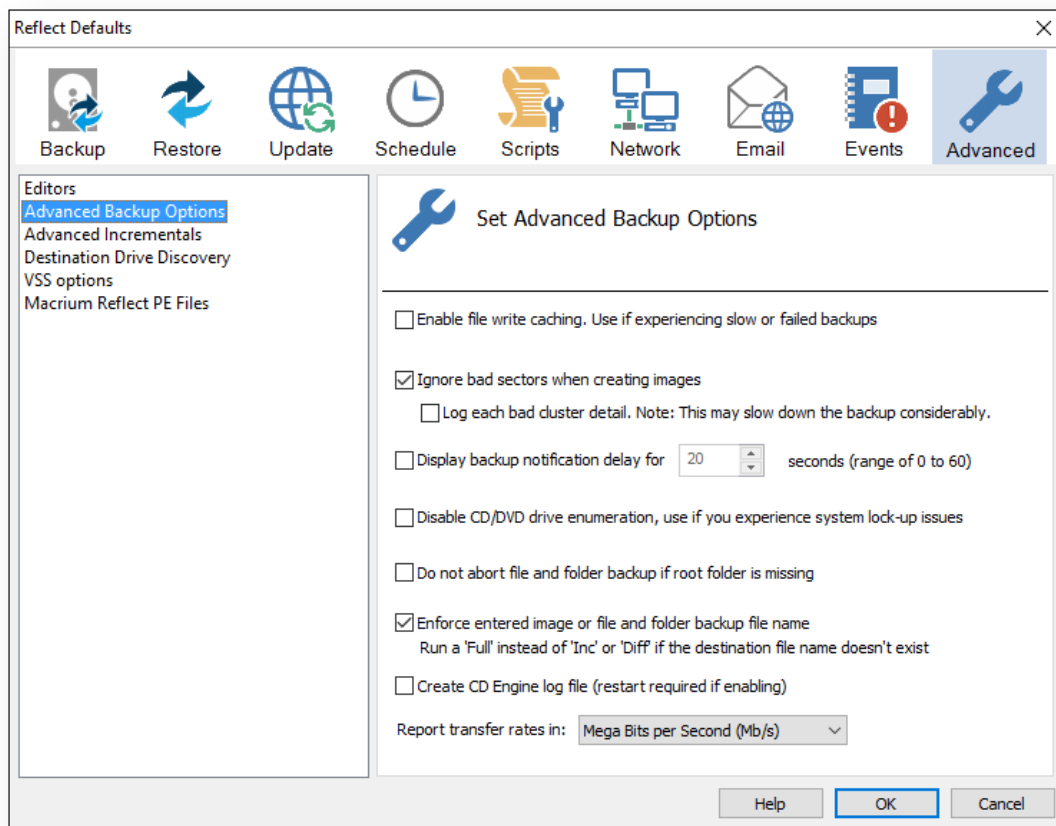 Reflect Defaults
Backup Restore Update Schedule Scripts Network Email Events Advanced
Editors
Advanced Backup Options
Advanced Incrementals
Destination Drive Discovery
VSS options
Macrium Reflect PE Files
Set Advanced Backup Options
Enable file write caching. Use if experiencing slow or failed backups
Ignore bad sectors when creating images
Log each bad cluster detail. Note: This may slow down the backup considerably.
Display backup notification delay for 20 seconds (range of 0 to 60)
Disable CD/DVD drive enumeration, use if you experience system lock-up issues
Do not abort file and folder backup if root folder is missing
Enforce entered image or file and folder backup file name
Run a 'Full' instead of 'Inc' or 'Diff' if the destination file name doesn't exist
Create CD Engine log file (restart required if enabling)
Report transfer rates in: Mega Bits per Second (Mb/s)
Help OK Cancel